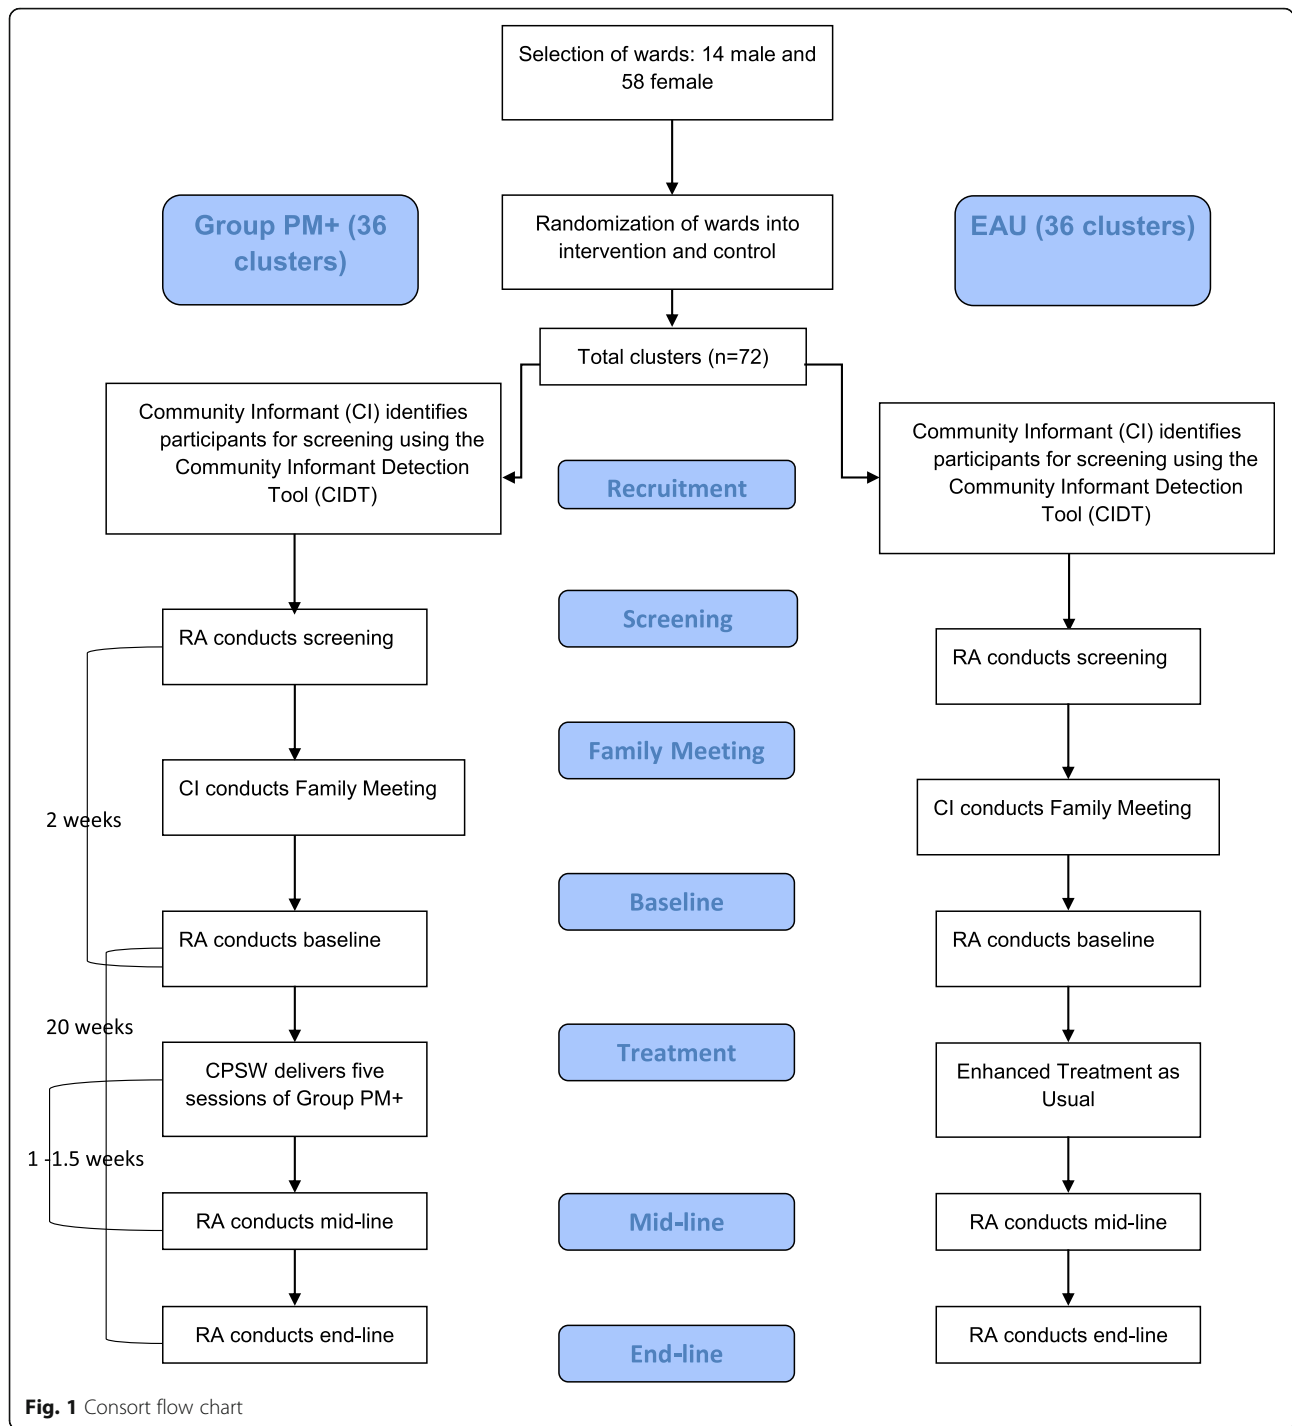 Selection of wards: 14 male and
58 female
Group PM+ (36
clusters)
Randomization of wards into
intervention and control
EAU (36 clusters)
Total clusters (n=72)
Community Informant (CI) identifies
participants for screening using the
Community Informant Detection
Tool (CIDT)
Recruitment
Community Informant (CI) identifies
participants for screening using the
Community Informant Detection
Tool (CIDT)
RA conducts screening
Screening
RA conducts screening
CI conducts Family Meeting
Family Meeting
CI conducts Family Meeting
2 weeks
RA conducts baseline
Baseline
RA conducts baseline
20 weeks
CPSW delivers five
sessions of Group PM+
Treatment
Enhanced Treatment as
Usual
1 -1.5 weeks
RA conducts mid-line
Mid-line
RA conducts mid-line
RA conducts end-line
End-line
RA conducts end-line
Fig. 1 Consort flow chart